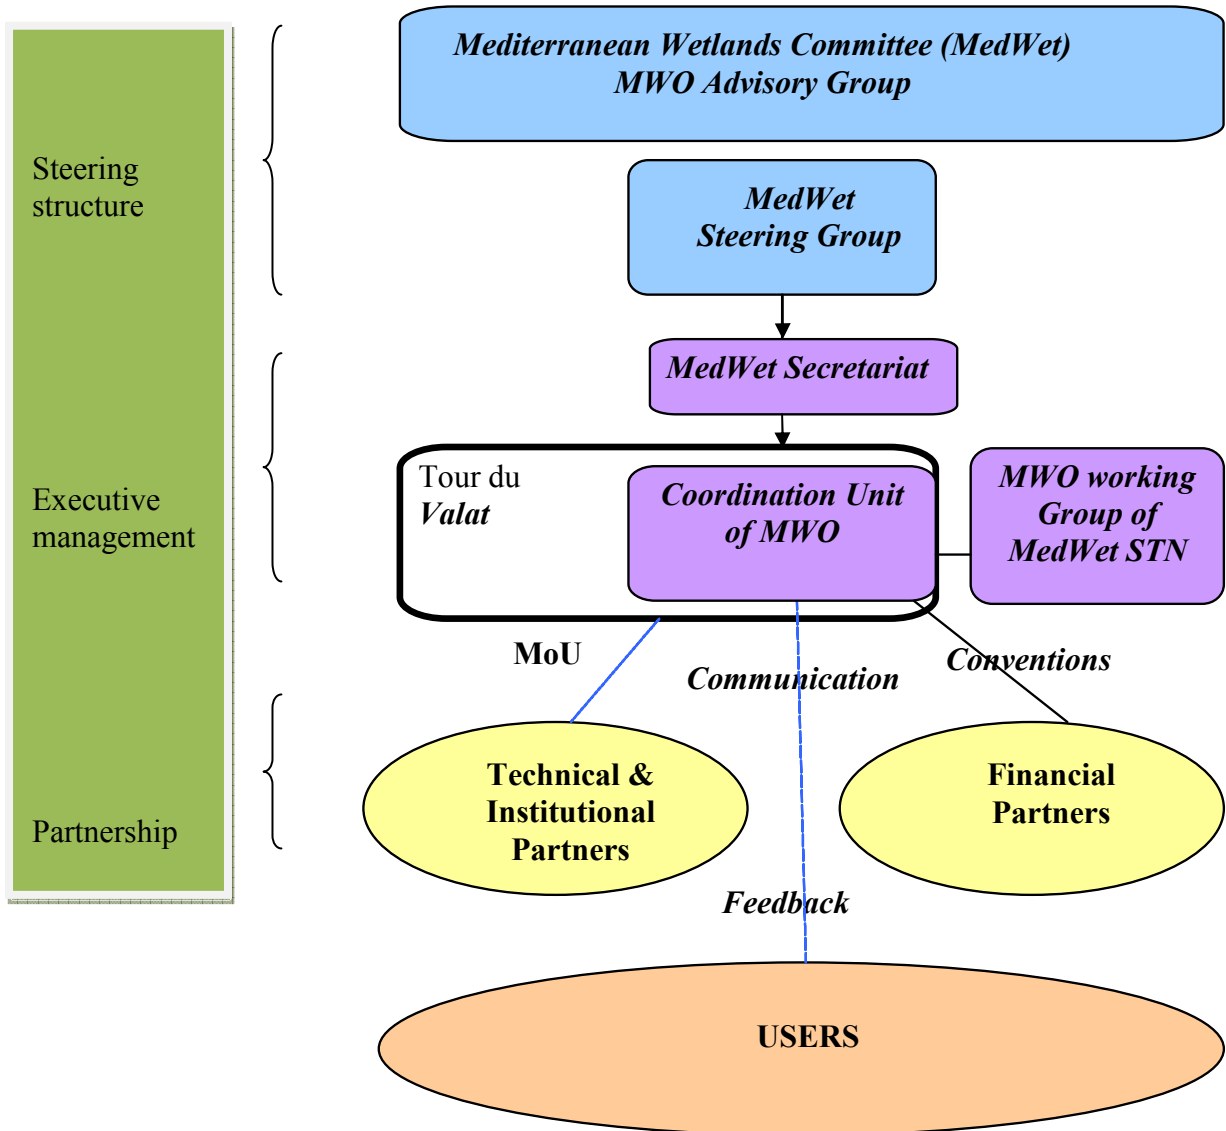 Mediterranean Wetlands Committee (MedWet)
MWO Advisory Group
Steering
structure
MedWet
Steering Group
MedWet Secretariat
Executive
management
Tour du
Valat
Coordination Unit
of MWO
MWO working
Group of
MedWet STN
MoU
Communication
Conventions
Partnership
Technical &
Institutional
Partners
Financial
Partners
Feedback
USERS